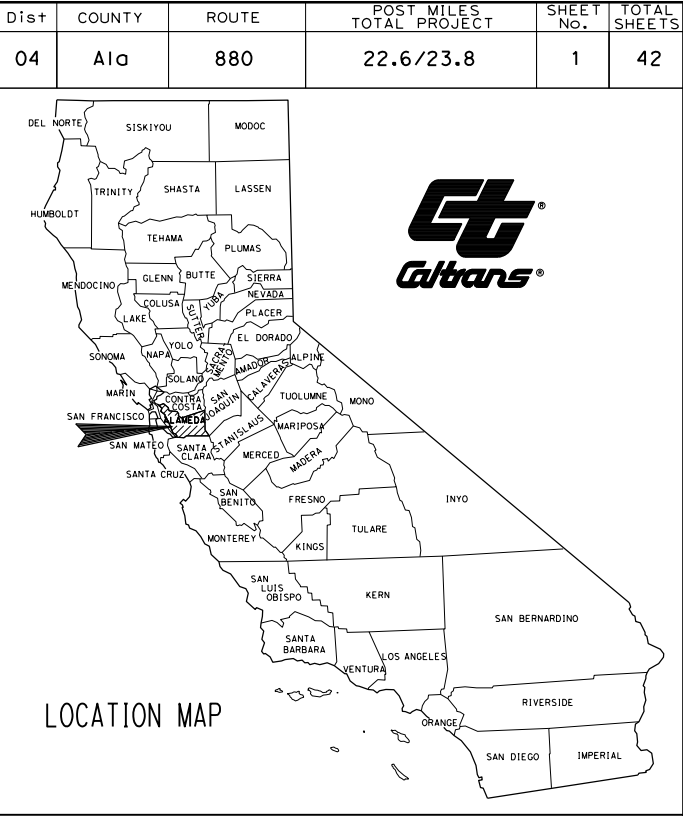 Dist COUNTY ROUTE POST MILES TOTAL PROJECT SHEET No. TOTAL SHEETS
04 Ala 880 22.6/23.8 1 42
DEL NORTE
SISKIYOU
MODOC
TRINITY
SHASTA
LASSEN
HUMBOLDT
TEHAMA
PLUMAS
MENDOCINO
GLENN
BUTTE
SIERRA
NEVADA
COLUSA
YUBA
SUTTER
PLACER
LAKE
EL DORADO
SONOMA
NAPA
YOLO
SACRA-
MENTO
AMADOR
ALPINE
SOLANO
CALAVERAS
MARIN
CONTRA
COSTA
SAN
JOAQUIN
TUOLUMNE
MONO
SAN FRANCISCO
ALAMEDA
STANISLAUS
MARIPOSA
SAN MATEO
SANTA
CLARA
MERCED
MADERA
SANTA CRUZ
SAN
BENITO
FRESNO
INYO
MONTEREY
KINGS
TULARE
SAN
LUIS
OBISPO
KERN
SAN BERNARDINO
SANTA
BARBARA
VENTURA
LOS ANGELES
ORANGE
RIVERSIDE
SAN DIEGO
IMPERIAL
Ct ®
Caltrans ®
LOCATION MAP